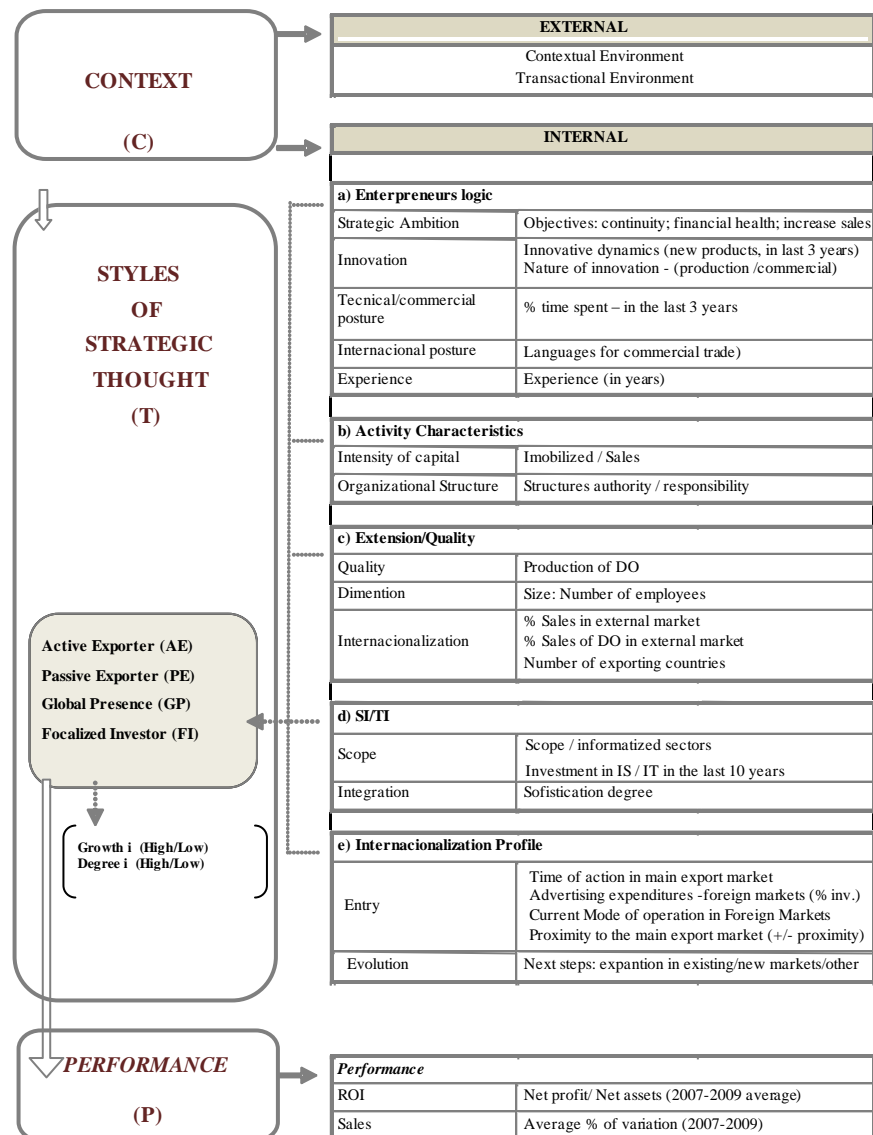 CONTEXT
(C)
EXTERNAL
Contextual Environment
Transactional Environment
INTERNAL
STYLES
OF
STRATEGIC
THOUGHT
(T)
Active Exporter (AE)
Passive Exporter (PE)
Global Presence (GP)
Focalized Investor (FI)
Growth i (High/Low)
Degree i (High/Low)
a) Enterpreneurs logic
Strategic Ambition Objectives: continuity; financial health; increase sales
Innovation
Innovative dynamics (new products, in last 3 years)
Nature of innovation - (production /commercial)
Tecnical/commercial
posture
% time spent – in the last 3 years
Internacional posture Languages for commercial trade)
Experience Experience (in years)
b) Activity Characteristics
Intensity of capital Imobilized / Sales
Organizational Structure Structures authority / responsibility
c) Extension/Quality
Quality Production of DO
Dimention Size: Number of employees
Internacionalization
% Sales in external market
% Sales of DO in external market
Number of exporting countries
d) SI/TI
Scope
Scope / informatized sectors
Investment in IS / IT in the last 10 years
Integration Sofistication degree
e) Internacionalization Profile
Entry
Time of action in main export market
Advertising expenditures -foreign markets (% inv.)
Current Mode of operation in Foreign Markets
Proximity to the main export market (+/- proximity)
Evolution Next steps: expantion in existing/new markets/other
PERFORMANCE
(P)
Performance
ROI Net profit/ Net assets (2007-2009 average)
Sales Average % of variation (2007-2009)